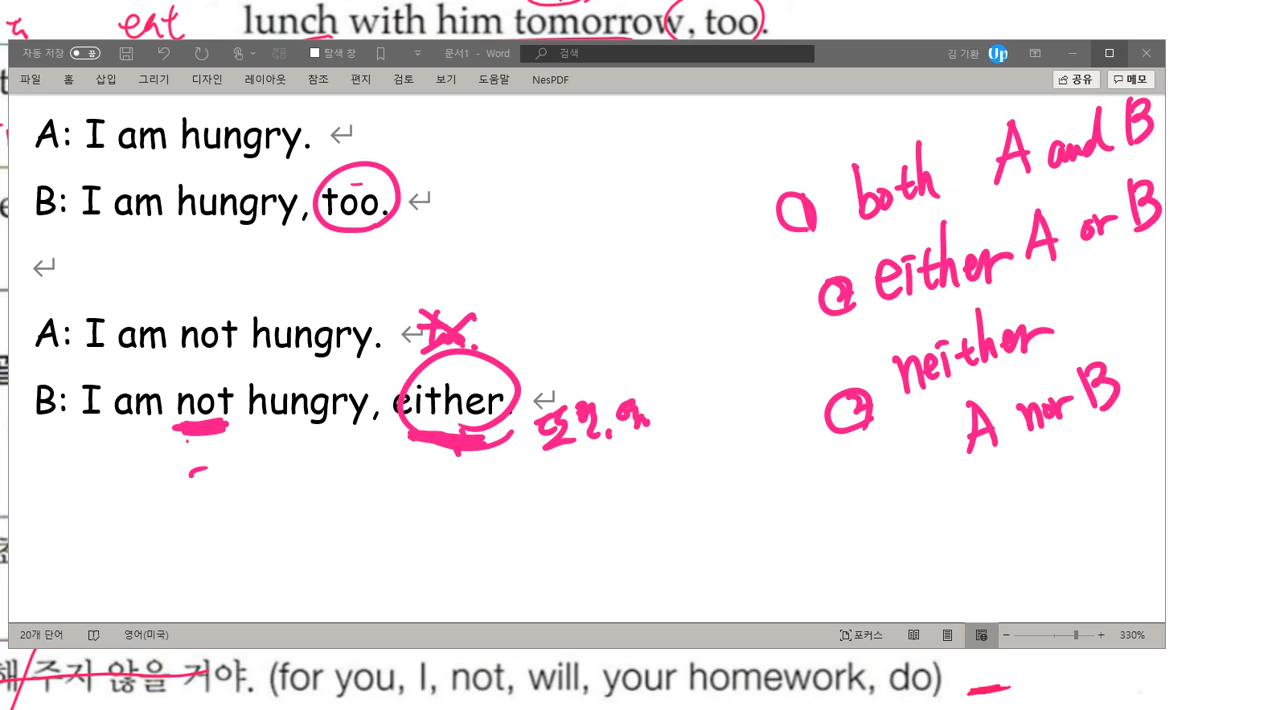 eat
lunch with him tomorrow, too.
자동 저장 끔 탐색 창 문서1 - Word 검색 김 기환 Up
파일 홈 삽입 그리기 디자인 레이아웃 참조 편지 검토 보기 도움말 NesPDF 공유 메모
A: I am hungry.
B: I am hungry, too.
A: I am not hungry. too.
B: I am not hungry, either.
또한, 역시
① both A and B
② either A or B
neither
A nor B
20개 단어 영어(미국) 포커스 330%
해 주지 않을 거야. (for you, I, not, will, your homework, do)